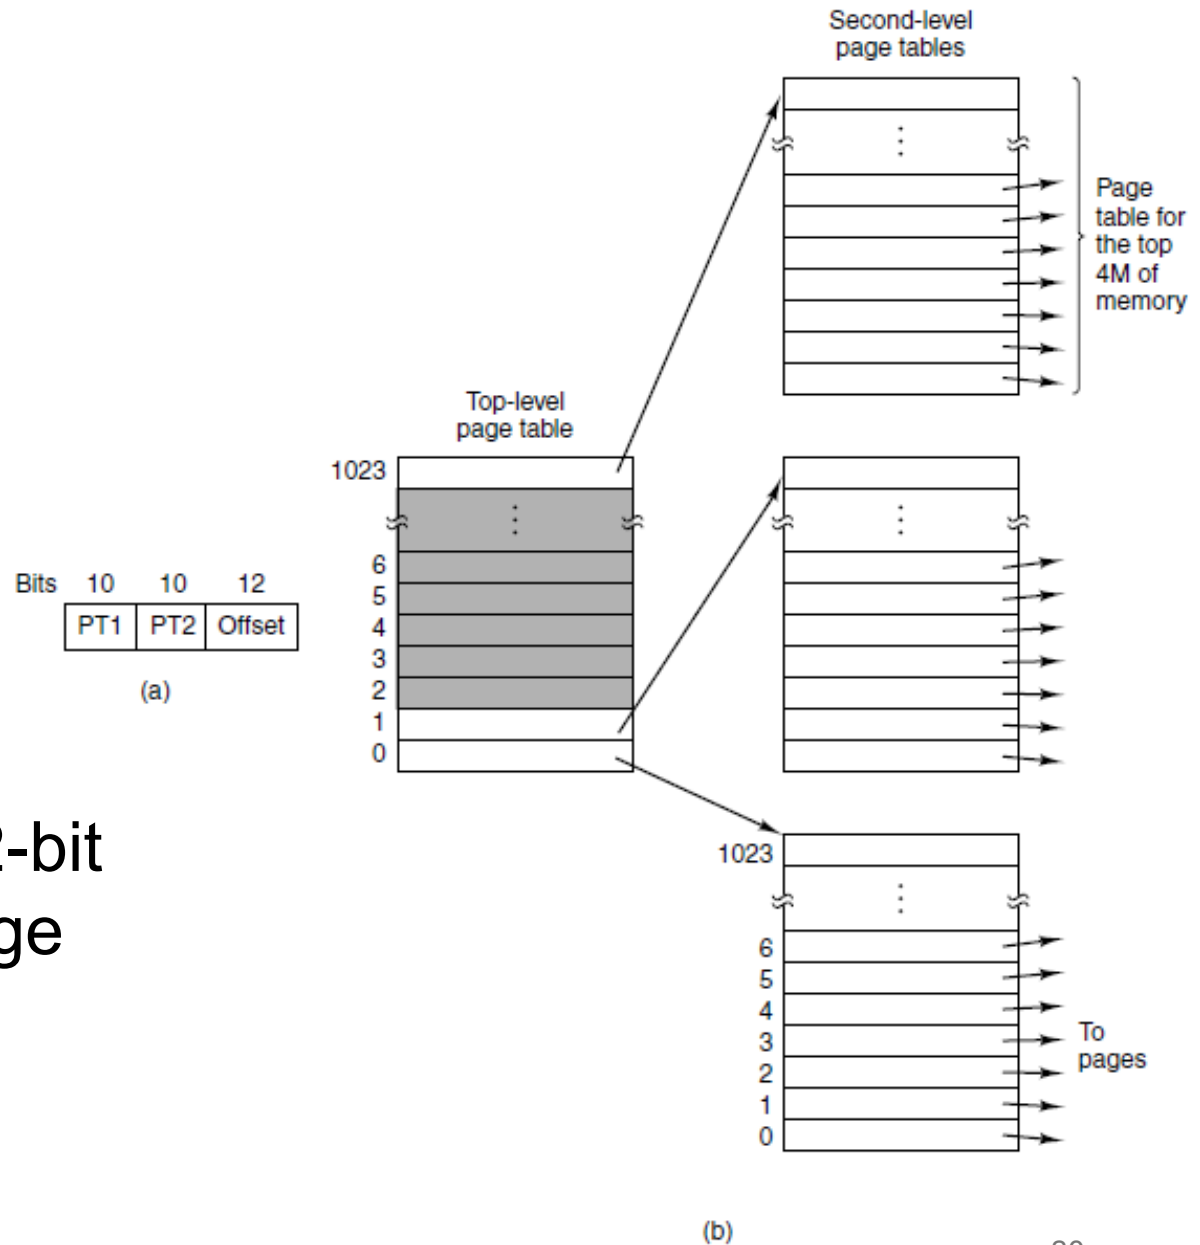 Second-level
page tables
Page
table for
the top
4M of
memory
Top-level
page table
1023
6
5
4
3
2
1
0
Bits 10 10 12
PT1 PT2 Offset
(a)
-bit
1023
6
5
4
3
2
1
0
To
pages
(b)